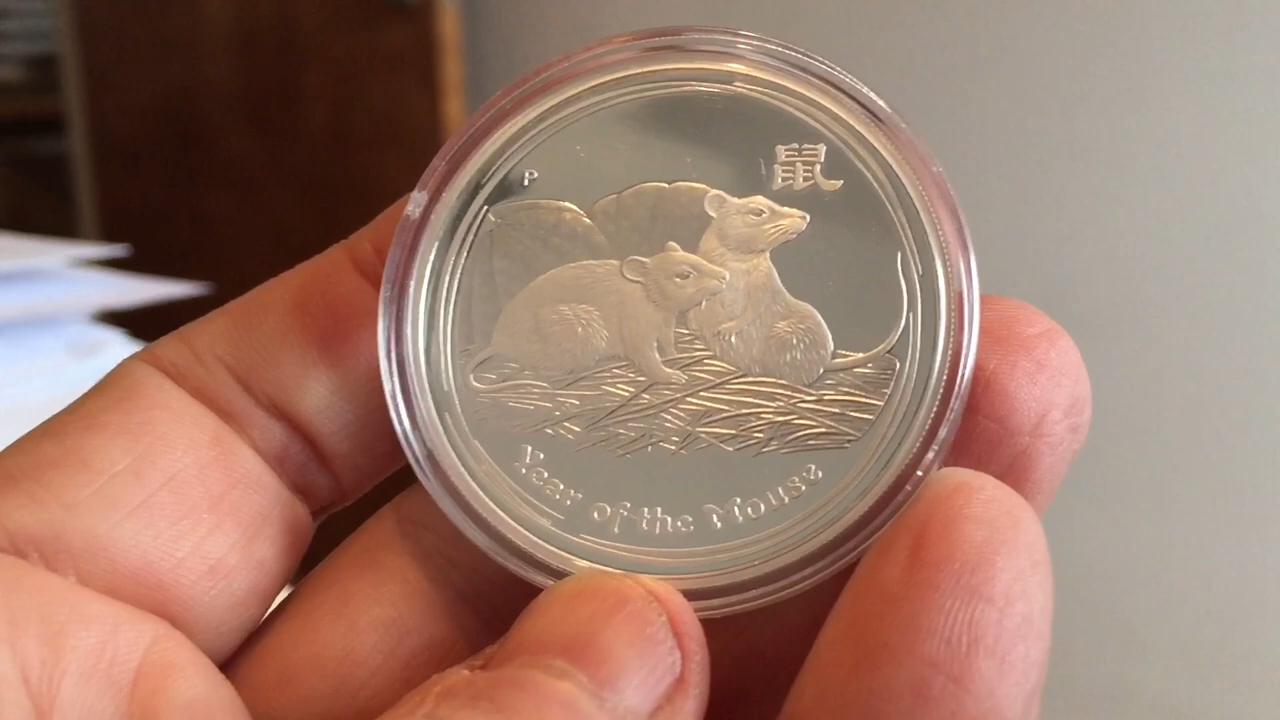 P
鼠
Year of the Mouse